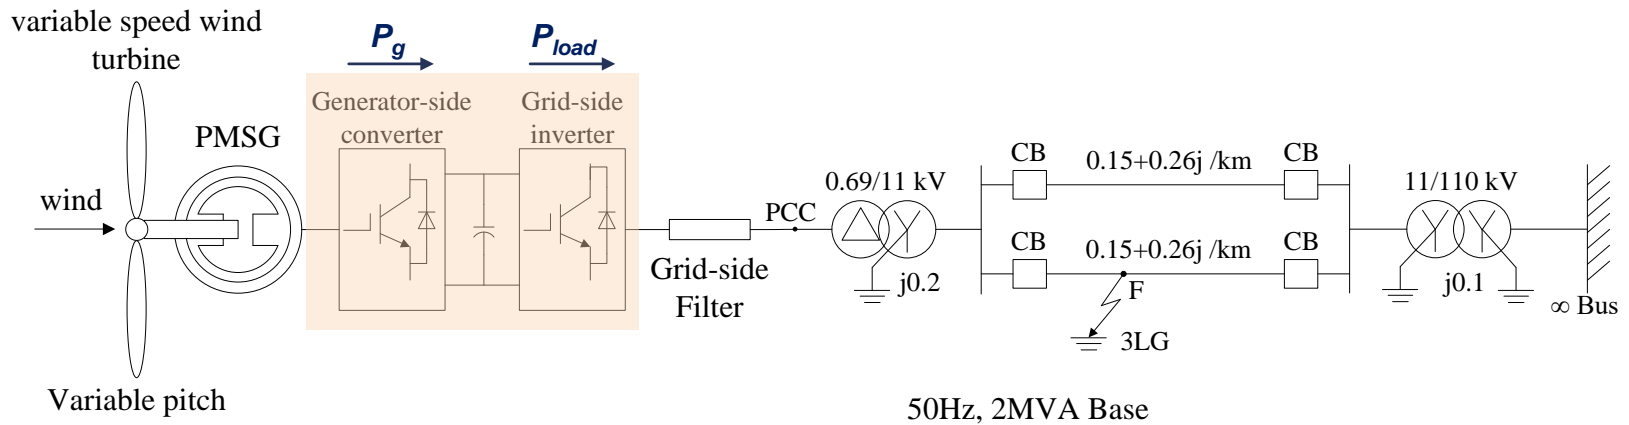 variable speed wind
turbine
Pg
Pload
Generator-side
converter
Grid-side
inverter
PMSG
wind
Variable pitch
Grid-side
Filter
PCC
0.69/11 kV
j0.2
CB
0.15+0.26j /km
CB
CB
0.15+0.26j /km
CB
F
3LG
11/110 kV
j0.1
∞ Bus
50Hz, 2MVA Base